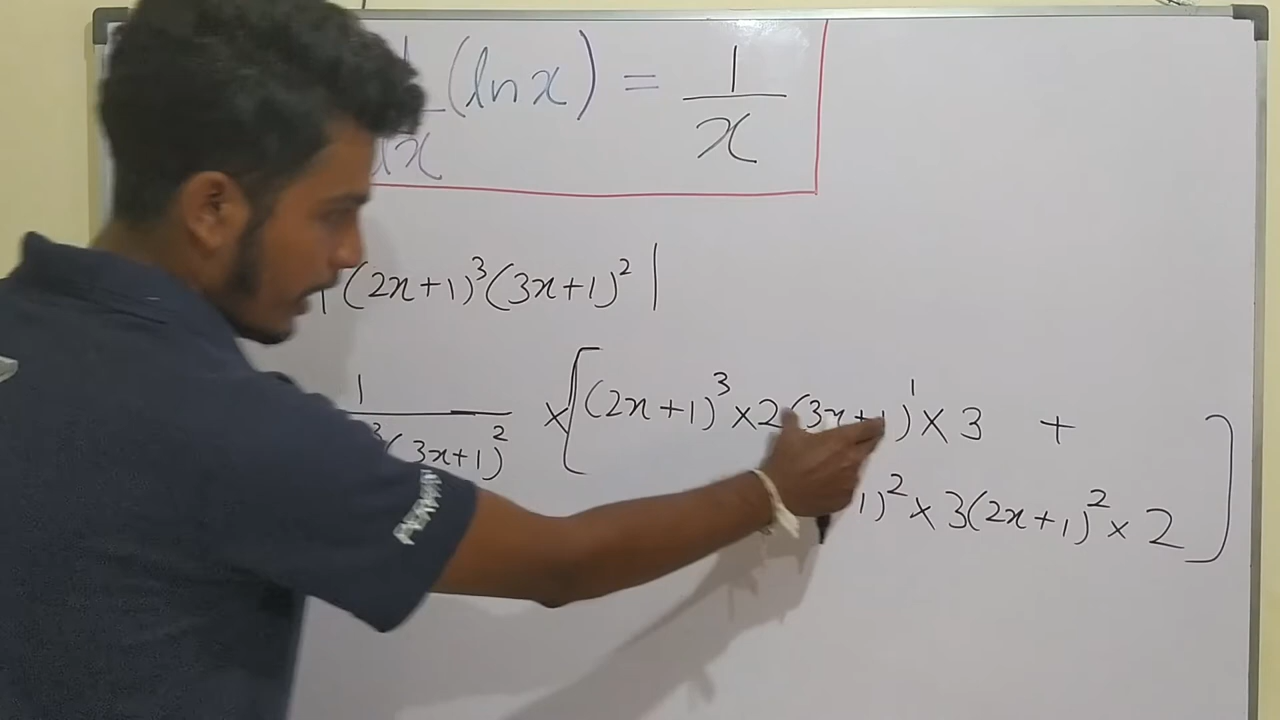 (ln x) = 1/x
|(2x+1)³(3x+1)²|
1/(3x+1)² × [(2x+1)³ × 2(3x+1)¹ × 3 +
1)² × 3(2x+1)² × 2]